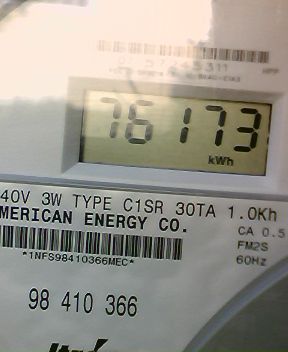 76173
kWh
40V 3W TYPE C1SR 30TA 1.0Kh
MERICAN ENERGY CO.
CA 0.5
FM2S
60Hz
*1NFS98410366MEC*
98 410 366